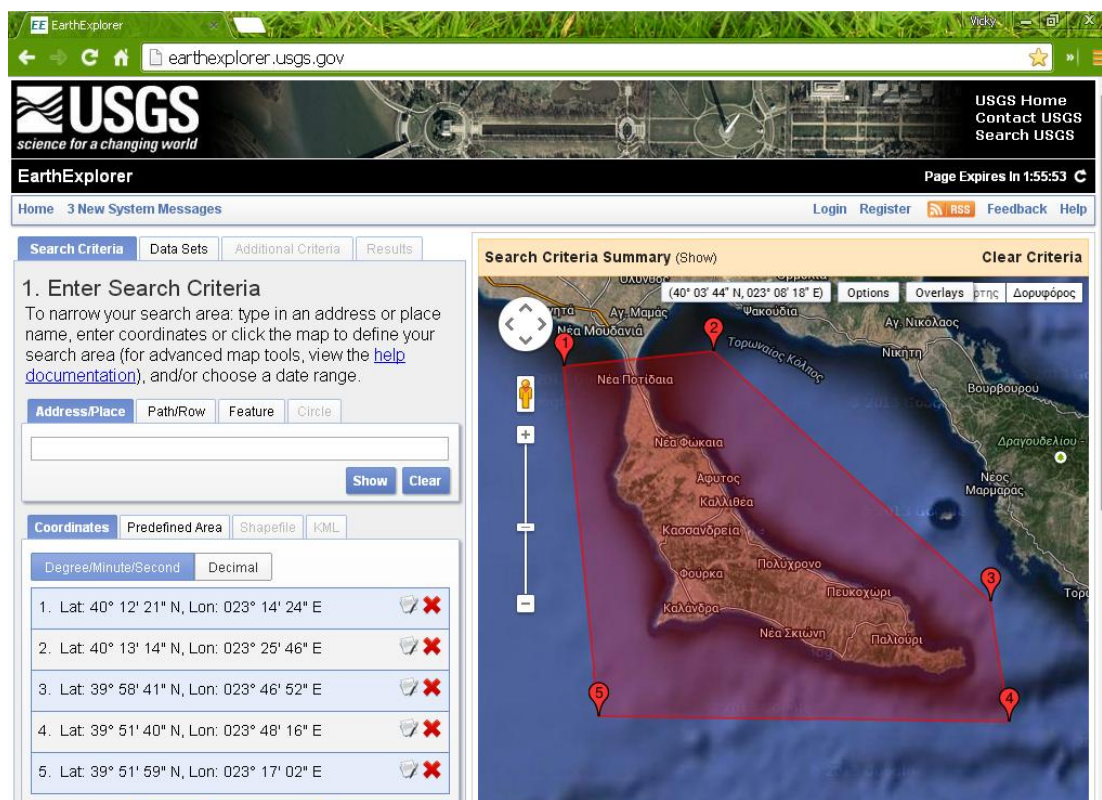 EE EarthExplorer
Vicky
earthexplorer.usgs.gov
USGS
science for a changing world
USGS Home
Contact USGS
Search USGS
EarthExplorer
Page Expires In 1:55:53
Home 3 New System Messages
Login Register RSS Feedback Help
Search Criteria Data Sets Additional Criteria Results
1. Enter Search Criteria
To narrow your search area: type in an address or place
name, enter coordinates or click the map to define your
search area (for advanced map tools, view the help
documentation), and/or choose a date range.
Address/Place Path/Row Feature Circle
Show Clear
Coordinates Predefined Area Shapefile KML
Degree/Minute/Second Decimal
1. Lat: 40° 12' 21" N, Lon: 023° 14' 24" E
2. Lat: 40° 13' 14" N, Lon: 023° 25' 46" E
3. Lat: 39° 58' 41" N, Lon: 023° 46' 52" E
4. Lat: 39° 51' 40" N, Lon: 023° 48' 16" E
5. Lat: 39° 51' 59" N, Lon: 023° 17' 02" E
Search Criteria Summary (Show)
Clear Criteria
(40° 03' 44" N, 023° 08' 18" E) Options Overlays Δορυφόρος
Αγ. Μάμας
Ψακούδια
Αγ. Νικόλαος
Νέα Μουδανιά
1
2
Τορωναίος Κόλπος
Νικήτη
Νέα Ποτίδαια
Βουρβουρού
Νέα Φώκαια
Δραγουδελίου -
Άφυτος
Νέος
Μαρμαράς
Καλλιθέα
Κασσανδρεία
Πολύχρονο
Φούρκα
3
Πευκοχώρι
Καλάνδρα
Νέα Σκιώνη
Παλιούρι
5
4